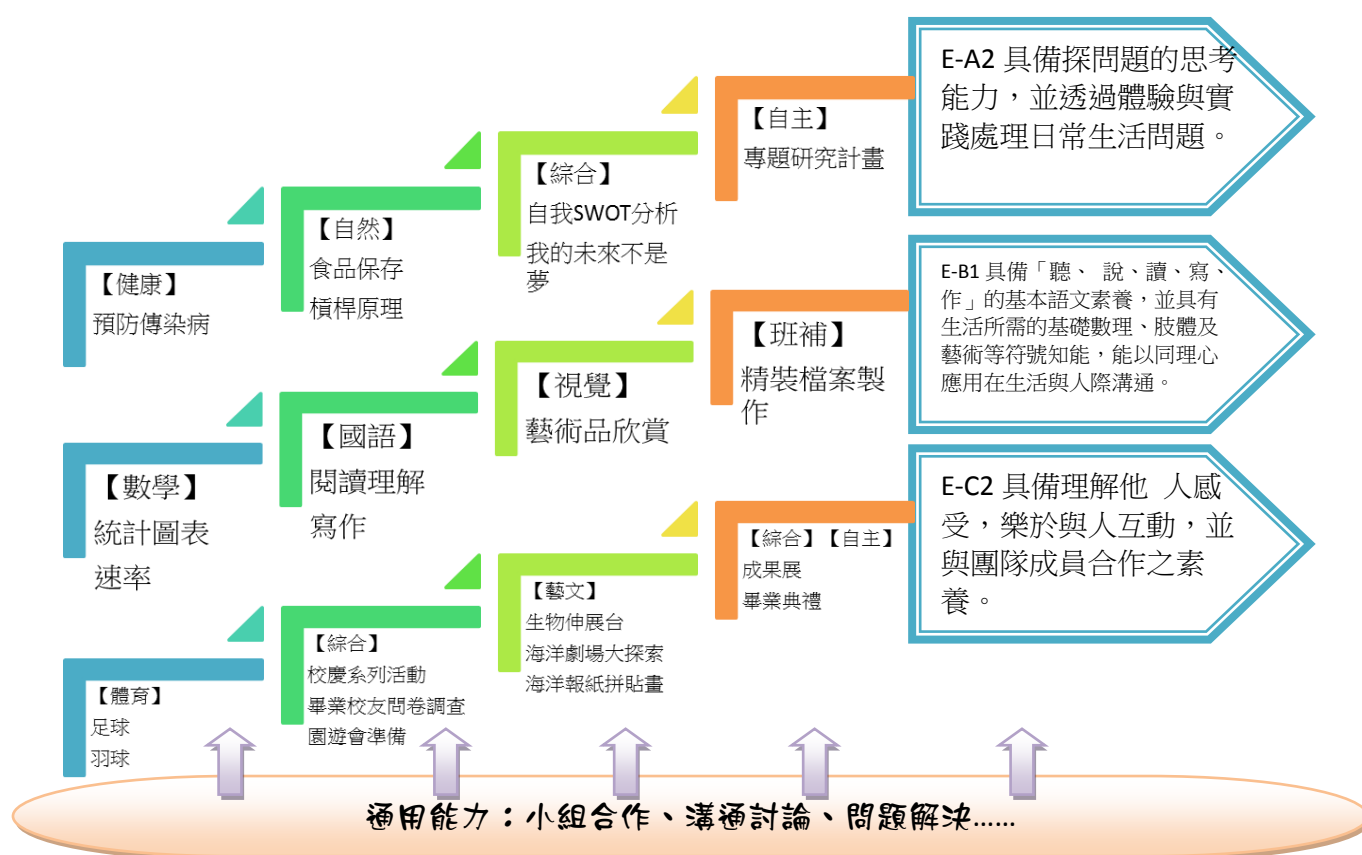 【健康】
預防傳染病
【自然】
食品保存
槓桿原理
【綜合】
自我SWOT分析
我的未來不是
夢
【自主】
專題研究計畫
E-A2 具備探問題的思考
能力，並透過體驗與實
踐處理日常生活問題。
【數學】
統計圖表
速率
【國語】
閱讀理解
寫作
【視覺】
藝術品欣賞
【班補】
精裝檔案製
作
E-B1 具備「聽、 說、讀、寫、
作」的基本語文素養，並具有
生活所需的基礎數理、肢體及
藝術等符號知能，能以同理心
應用在生活與人際溝通。
【體育】
足球
羽球
【綜合】
校慶系列活動
畢業校友問卷調查
園遊會準備
【藝文】
生物伸展台
海洋劇場大探索
海洋報紙拼貼畫
【綜合】【自主】
成果展
畢業典禮
E-C2 具備理解他 人感
受，樂於與人互動，並
與團隊成員合作之素
養。
通用能力：小組合作、溝通討論、問題解決……